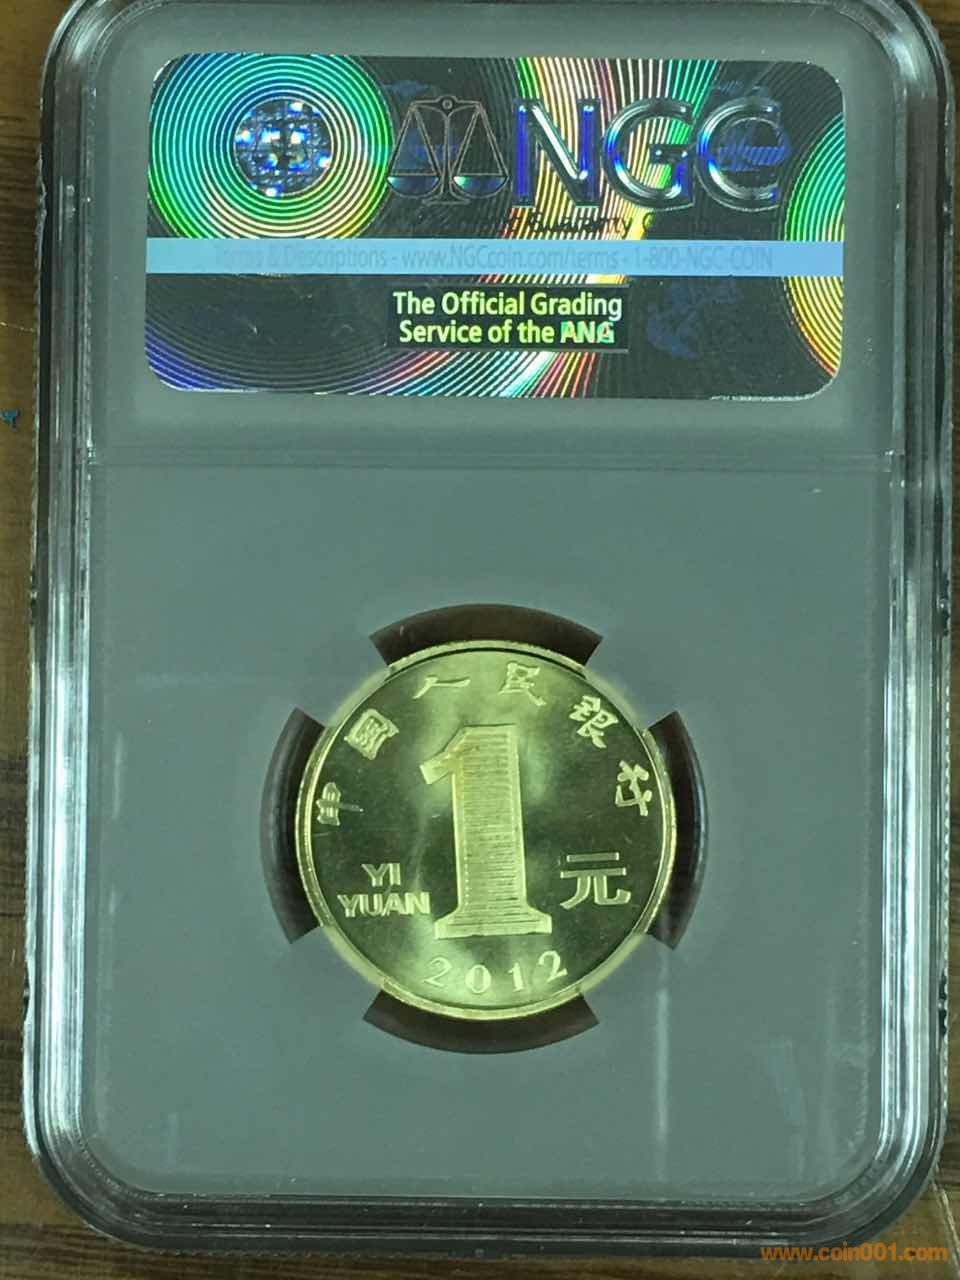 NGC
Terms & Descriptions - www.NGCcoin.com/terms - 1-800-NGC-COIN
The Official Grading
Service of the ANA
中國人民銀行
1
YI
YUAN
元
2012
www.coin001.com